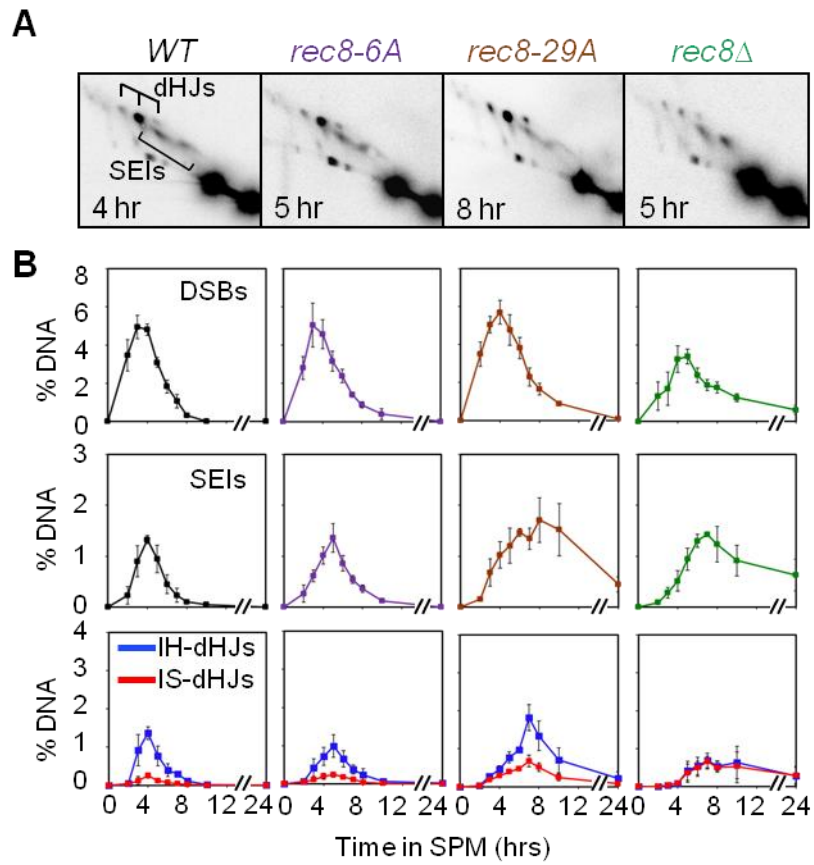 A
WT rec8-6A rec8-29A rec8Δ
dHJs
SEIs
4 hr 5 hr 8 hr 5 hr
B
8
6
4
2
0
% DNA
DSBs
3
2
1
0
% DNA
SEIs
4
3
2
1
0
% DNA
IH-dHJs
IS-dHJs
0 4 8 12 24 0 4 8 12 24 0 4 8 12 24 0 4 8 12 24
Time in SPM (hrs)